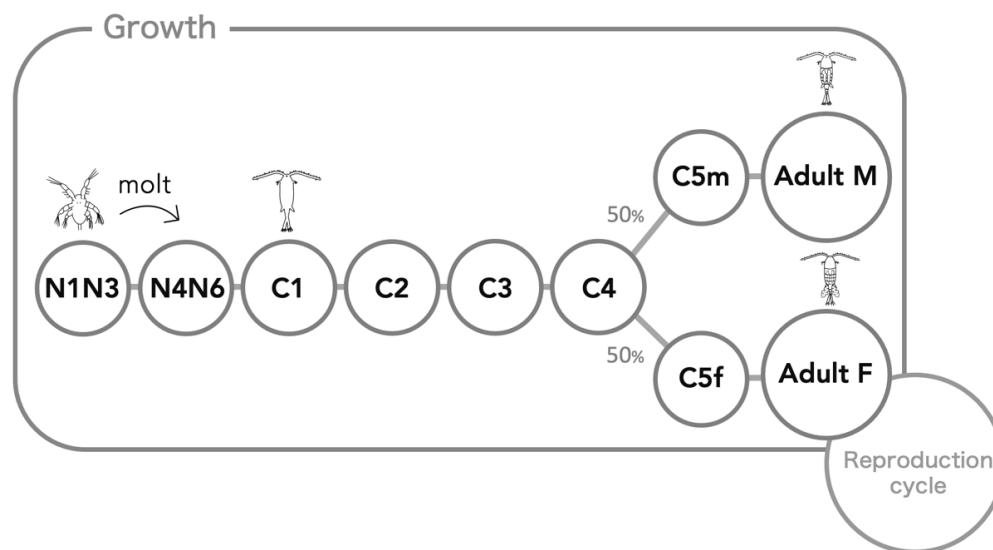 Growth
molt
N1N3
N4N6
C1
C2
C3
C4
50%
50%
C5m
Adult M
C5f
Adult F
Reproduction
cycle